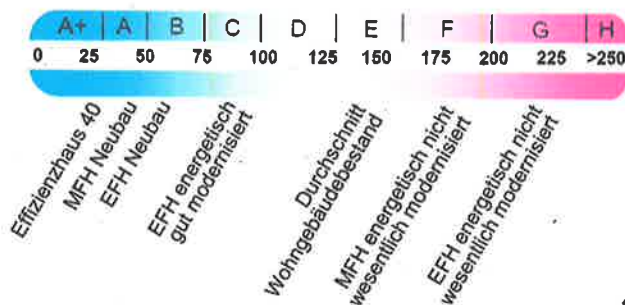 A+ A B C D E F G H
0 25 50 75 100 125 150 175 200 225 >250
Effizienzhaus 40
MFH Neubau
EFH Neubau
EFH energetisch
gut modernisiert
Durchschnitt
Wohngebäudebestand
MFH energetisch nicht
wesentlich modernisiert
EFH energetisch nicht
wesentlich modernisiert